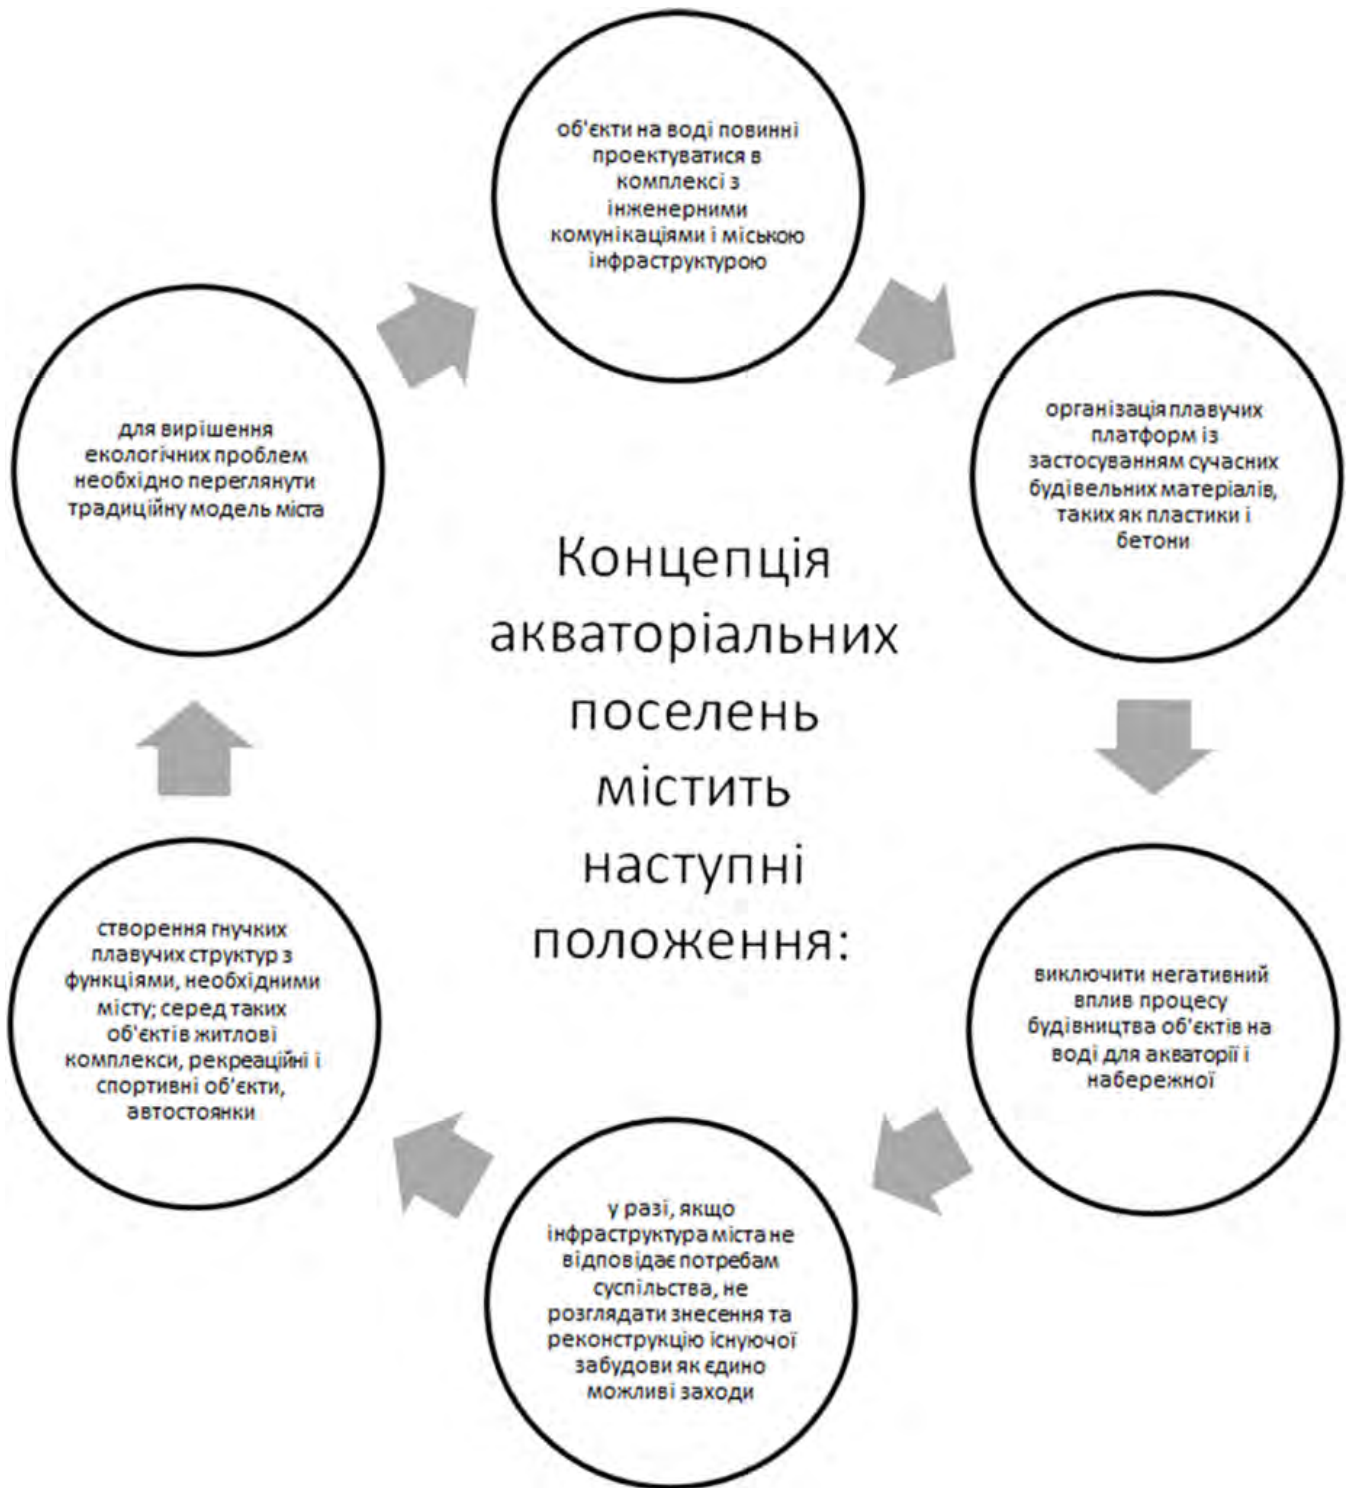 об'єкти на воді повинні
проектуватися в
комплексі з
інженерними
комунікаціями і міською
інфраструктурою
організація плавучих
платформ із
застосуванням сучасних
будівельних матеріалів,
таких як пластики і
бетони
виключити негативний
вплив процесу
будівництва об'єктів на
воді для акваторії і
набережної
у разі, якщо
інфраструктура міста не
відповідає потребам
суспільства, не
розглядати знесення та
реконструкцію існуючої
забудови як єдино
можливі заходи
створення гнучких
плавучих структур з
функціями, необхідними
місту; серед таких
об'єктів житлові
комплекси, рекреаційні і
спортивні об'єкти,
автостоянки
для вирішення
екологічних проблем
необхідно переглянути
традиційну модель міста
Концепція
акваторіальних
поселень
містить
наступні
положення: